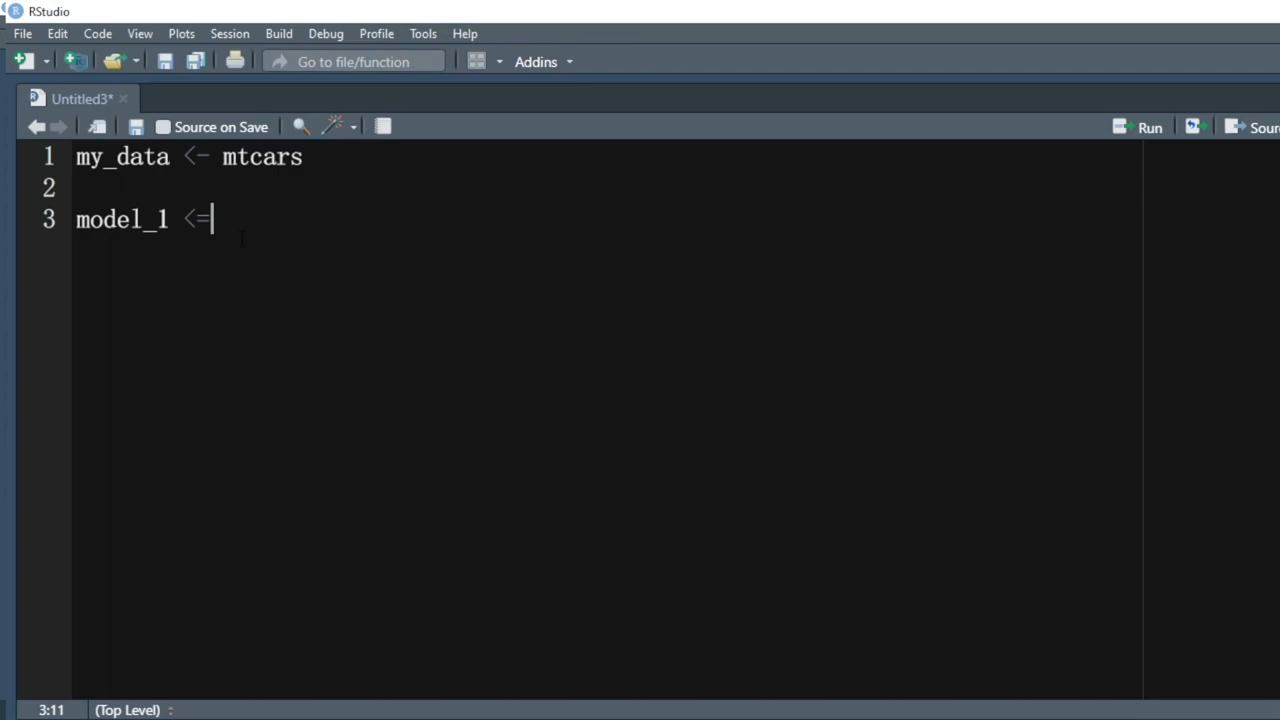 RStudio
File Edit Code View Plots Session Build Debug Profile Tools Help
Go to file/function Addins
Untitled3*
Source on Save Run Sour
1 my_data <- mtcars
2
3 model_1 <=
3:11 (Top Level)